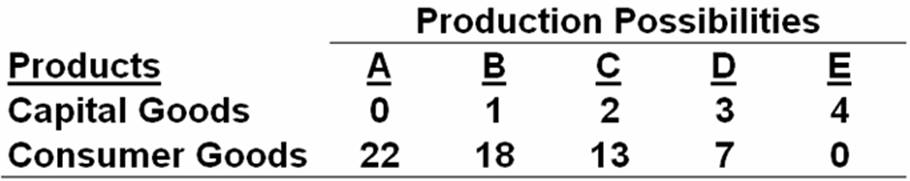 Production Possibilities
Products A B C D E
Capital Goods 0 1 2 3 4
Consumer Goods 22 18 13 7 0